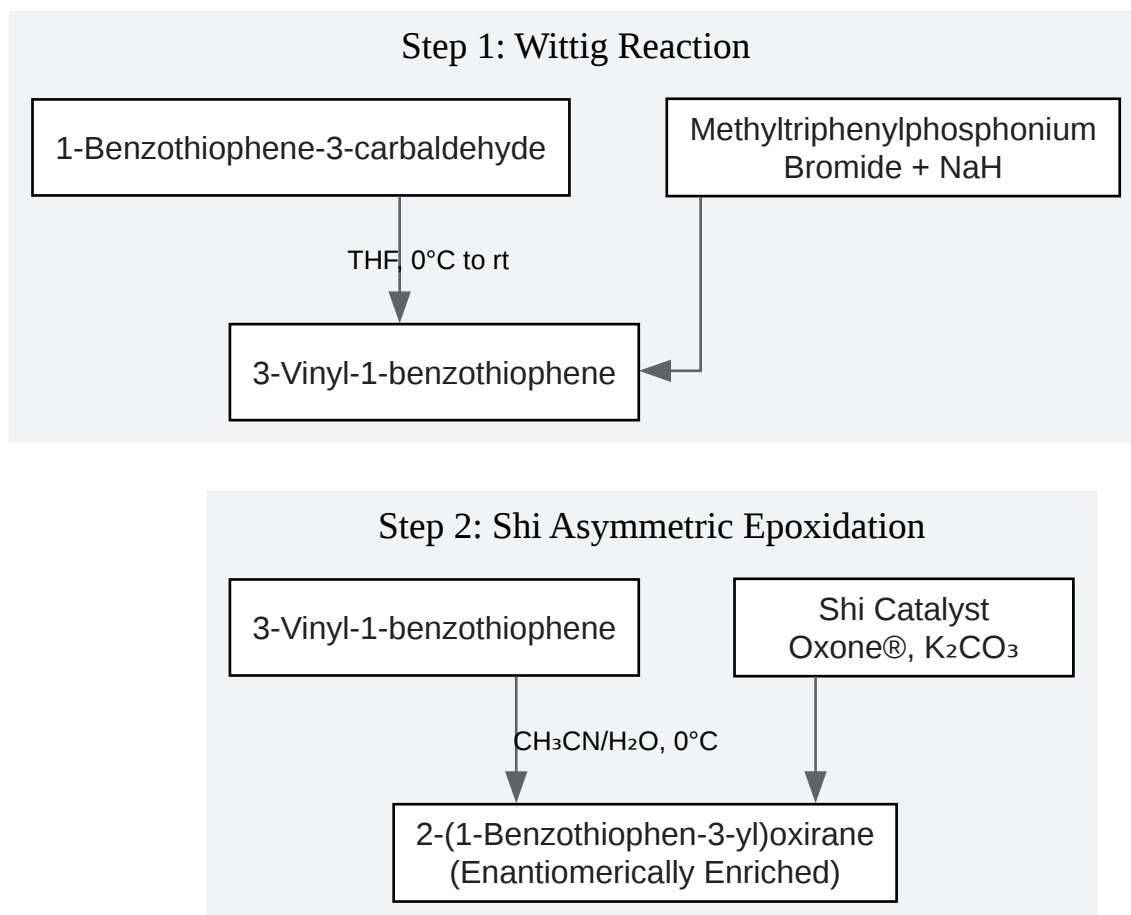 Step 1: Wittig Reaction
1-Benzothiophene-3-carbaldehyde
Methyltriphenylphosphonium
Bromide + NaH
THF, 0°C to rt
3-Vinyl-1-benzothiophene
Step 2: Shi Asymmetric Epoxidation
3-Vinyl-1-benzothiophene
Shi Catalyst
Oxone®, K₂CO₃
CH₃CN/H₂O, 0°C
2-(1-Benzothiophen-3-yl)oxirane
(Enantiomerically Enriched)